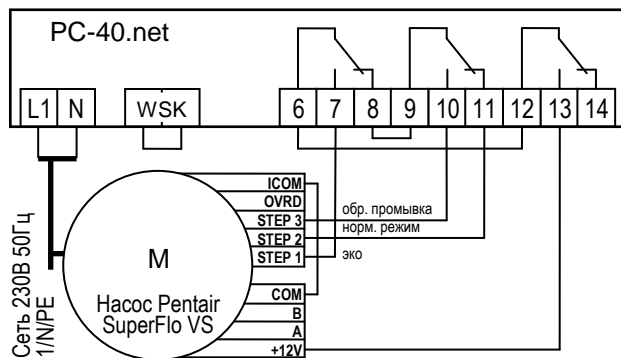 PC-40.net
L1 N WSK 6 7 8 9 10 11 12 13 14
ICOM
OVRD
STEP 3 обр. промывка
STEP 2 норм. режим
STEP 1 эко
M
Насос Pentair
SuperFlo VS
COM
B
A
+12V
Сеть 230В 50Гц
1/N/PE